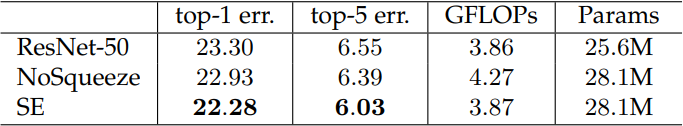 top-1 err. top-5 err. GFLOPs Params
ResNet-50 23.30 6.55 3.86 25.6M
NoSqueeze 22.93 6.39 4.27 28.1M
SE 22.28 6.03 3.87 28.1M